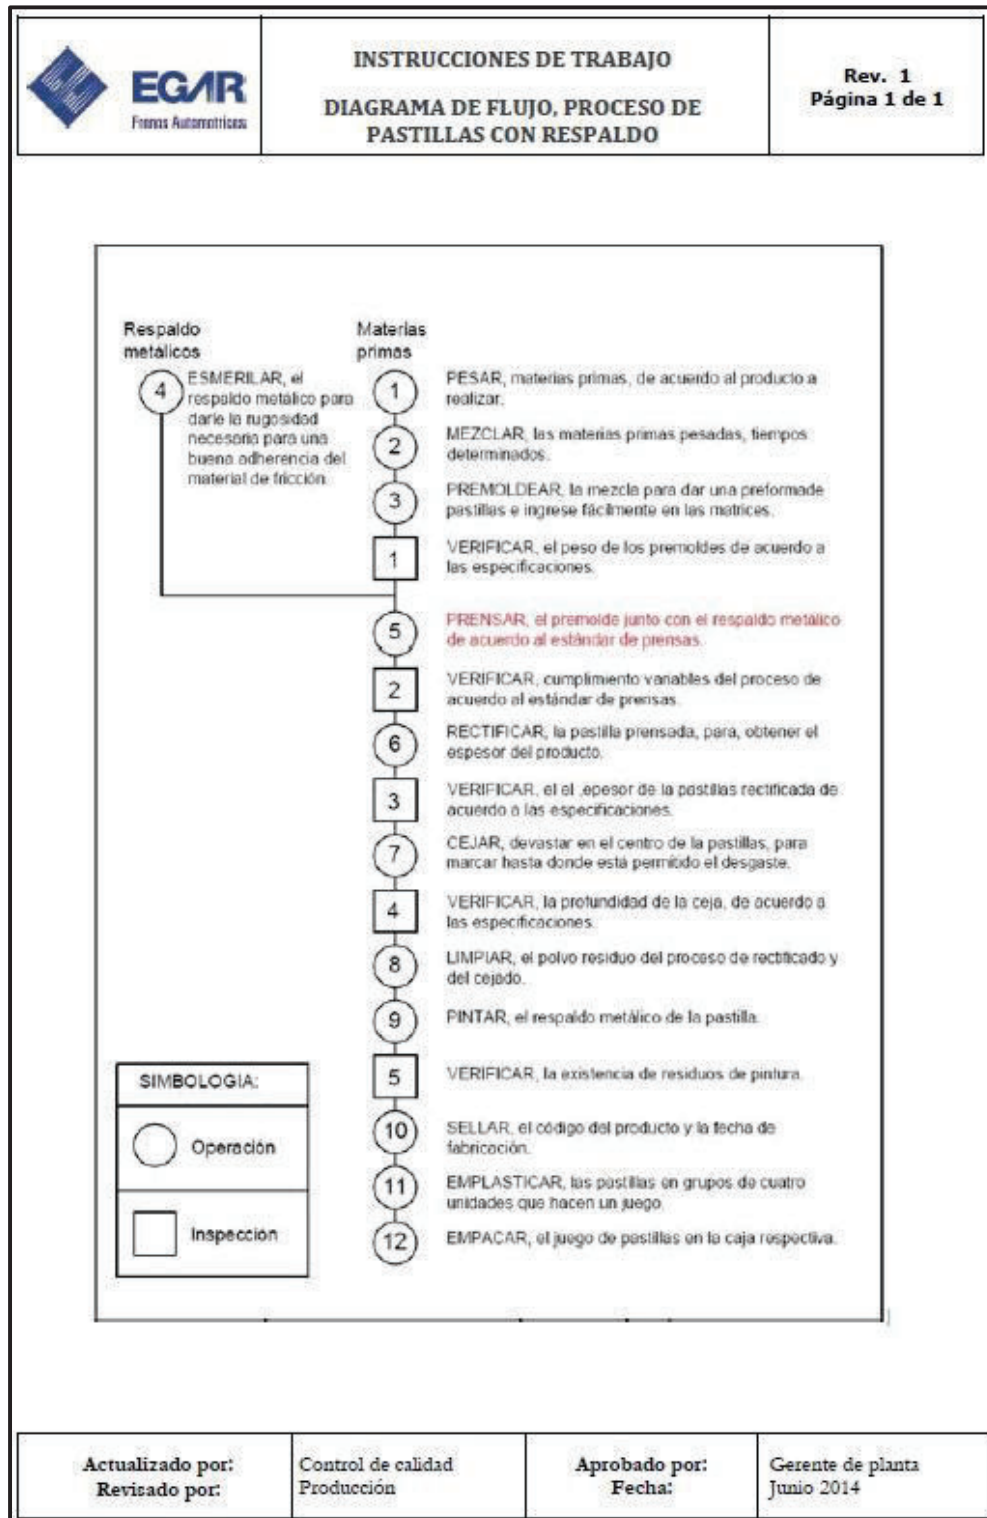 EGAR
Frenos Automotrices
INSTRUCCIONES DE TRABAJO
DIAGRAMA DE FLUJO, PROCESO DE
PASTILLAS CON RESPALDO
Rev. 1
Página 1 de 1
Respaldo
metálicos
4
ESMERILAR, el
respaldo metálico para
darle la rugosidad
necesaria para una
buena adherencia del
material de fricción.
Materias
primas
1
PESAR, materias primas, de acuerdo al producto a
realizar.
2
MEZCLAR, las materias primas pesadas, tiempos
determinados.
3
PREMOLDEAR, la mezcla para dar una preformade
pastillas e ingrese fácilmente en las matrices.
1
VERIFICAR, el peso de los premoldes de acuerdo a
las especificaciones.
5
PRENSAR, el premolde junto con el respaldo metálico
de acuerdo al estándar de prensas.
2
VERIFICAR, cumplimiento variables del proceso de
acuerdo al estándar de prensas.
6
RECTIFICAR, la pastilla prensada, para, obtener el
espesor del producto.
3
VERIFICAR, el el ,epesor de la pastillas rectificada de
acuerdo a las especificaciones.
7
CEJAR, devastar en el centro de la pastillas, para
marcar hasta donde está permitido el desgaste.
4
VERIFICAR, la profundidad de la ceja, de acuerdo a
las especificaciones.
8
LIMPIAR, el polvo residuo del proceso de rectificado y
del cejado.
9
PINTAR, el respaldo metálico de la pastilla.
5
VERIFICAR, la existencia de residuos de pintura.
10
SELLAR, el código del producto y la fecha de
fabricación.
11
EMPLASTICAR, las pastillas en grupos de cuatro
unidades que hacen un juego.
12
EMPACAR, el juego de pastillas en la caja respectiva.
SIMBOLOGIA:
Operación
Inspección
Actualizado por:
Revisado por:
Control de calidad
Producción
Aprobado por:
Fecha:
Gerente de planta
Junio 2014